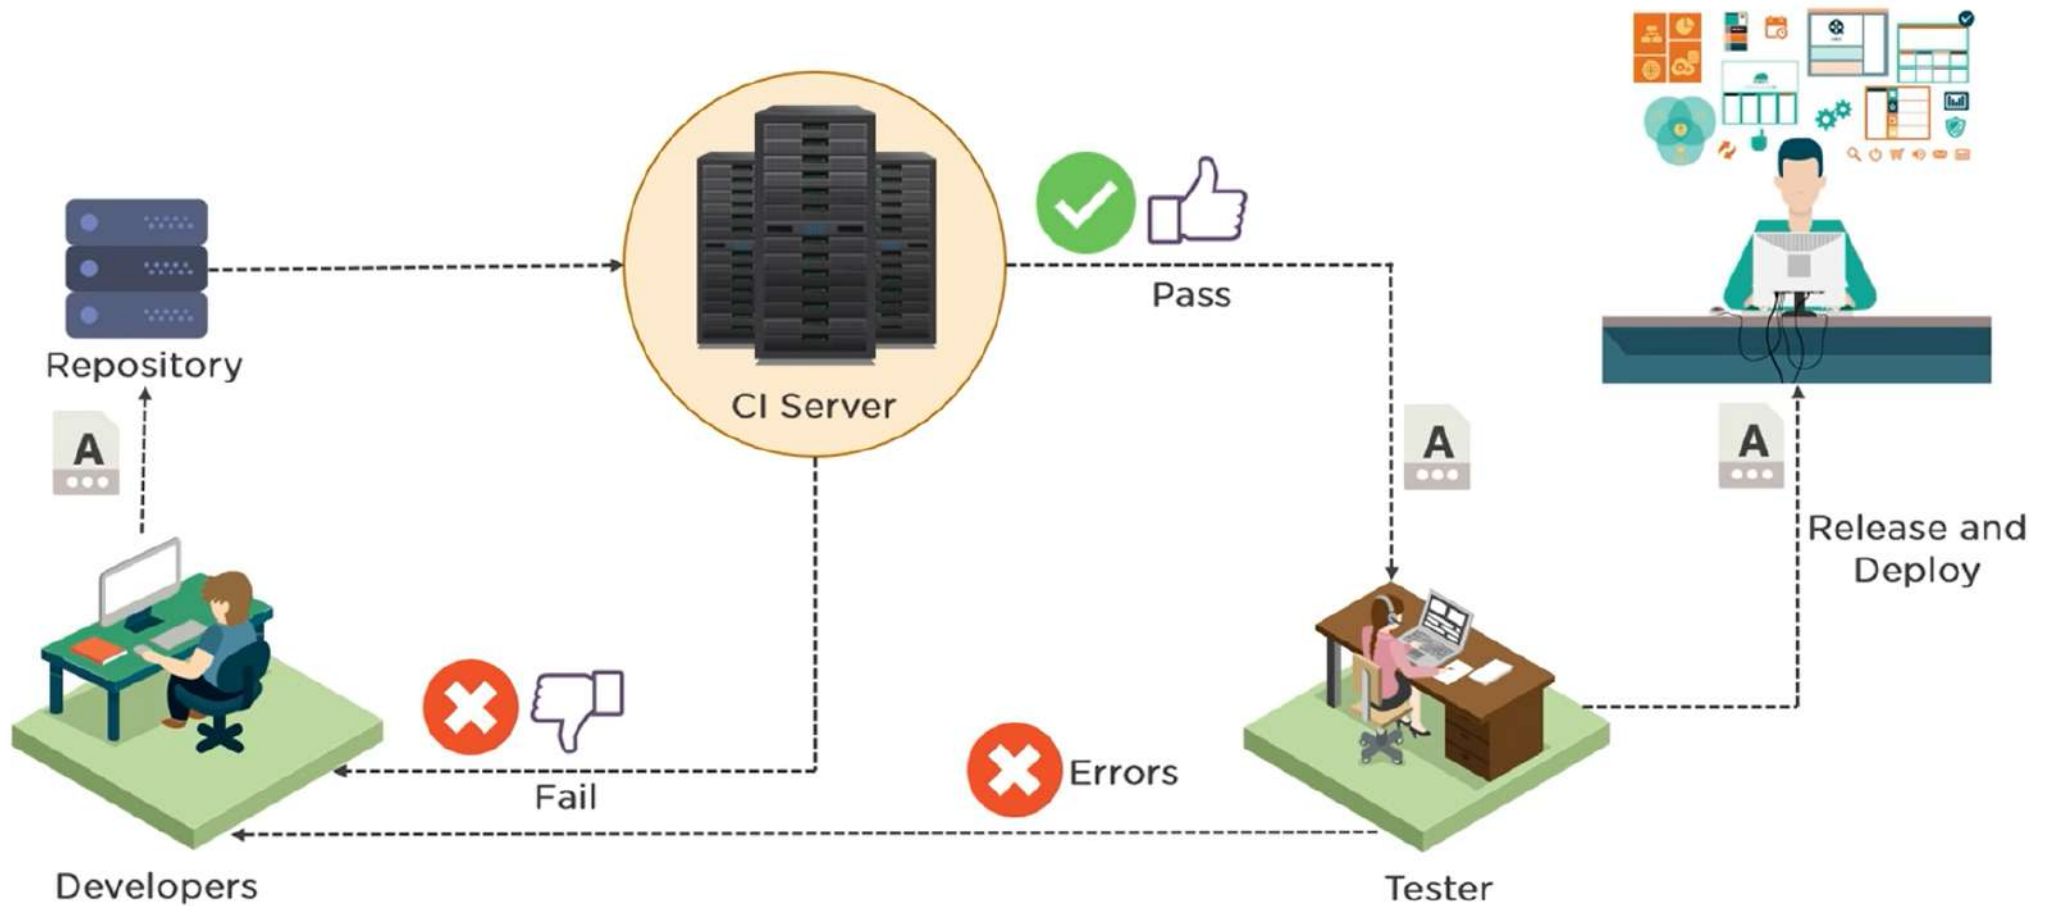 Repository
CI Server
Pass
A
A
A
Release and
Deploy
Fail
Errors
Developers
Tester